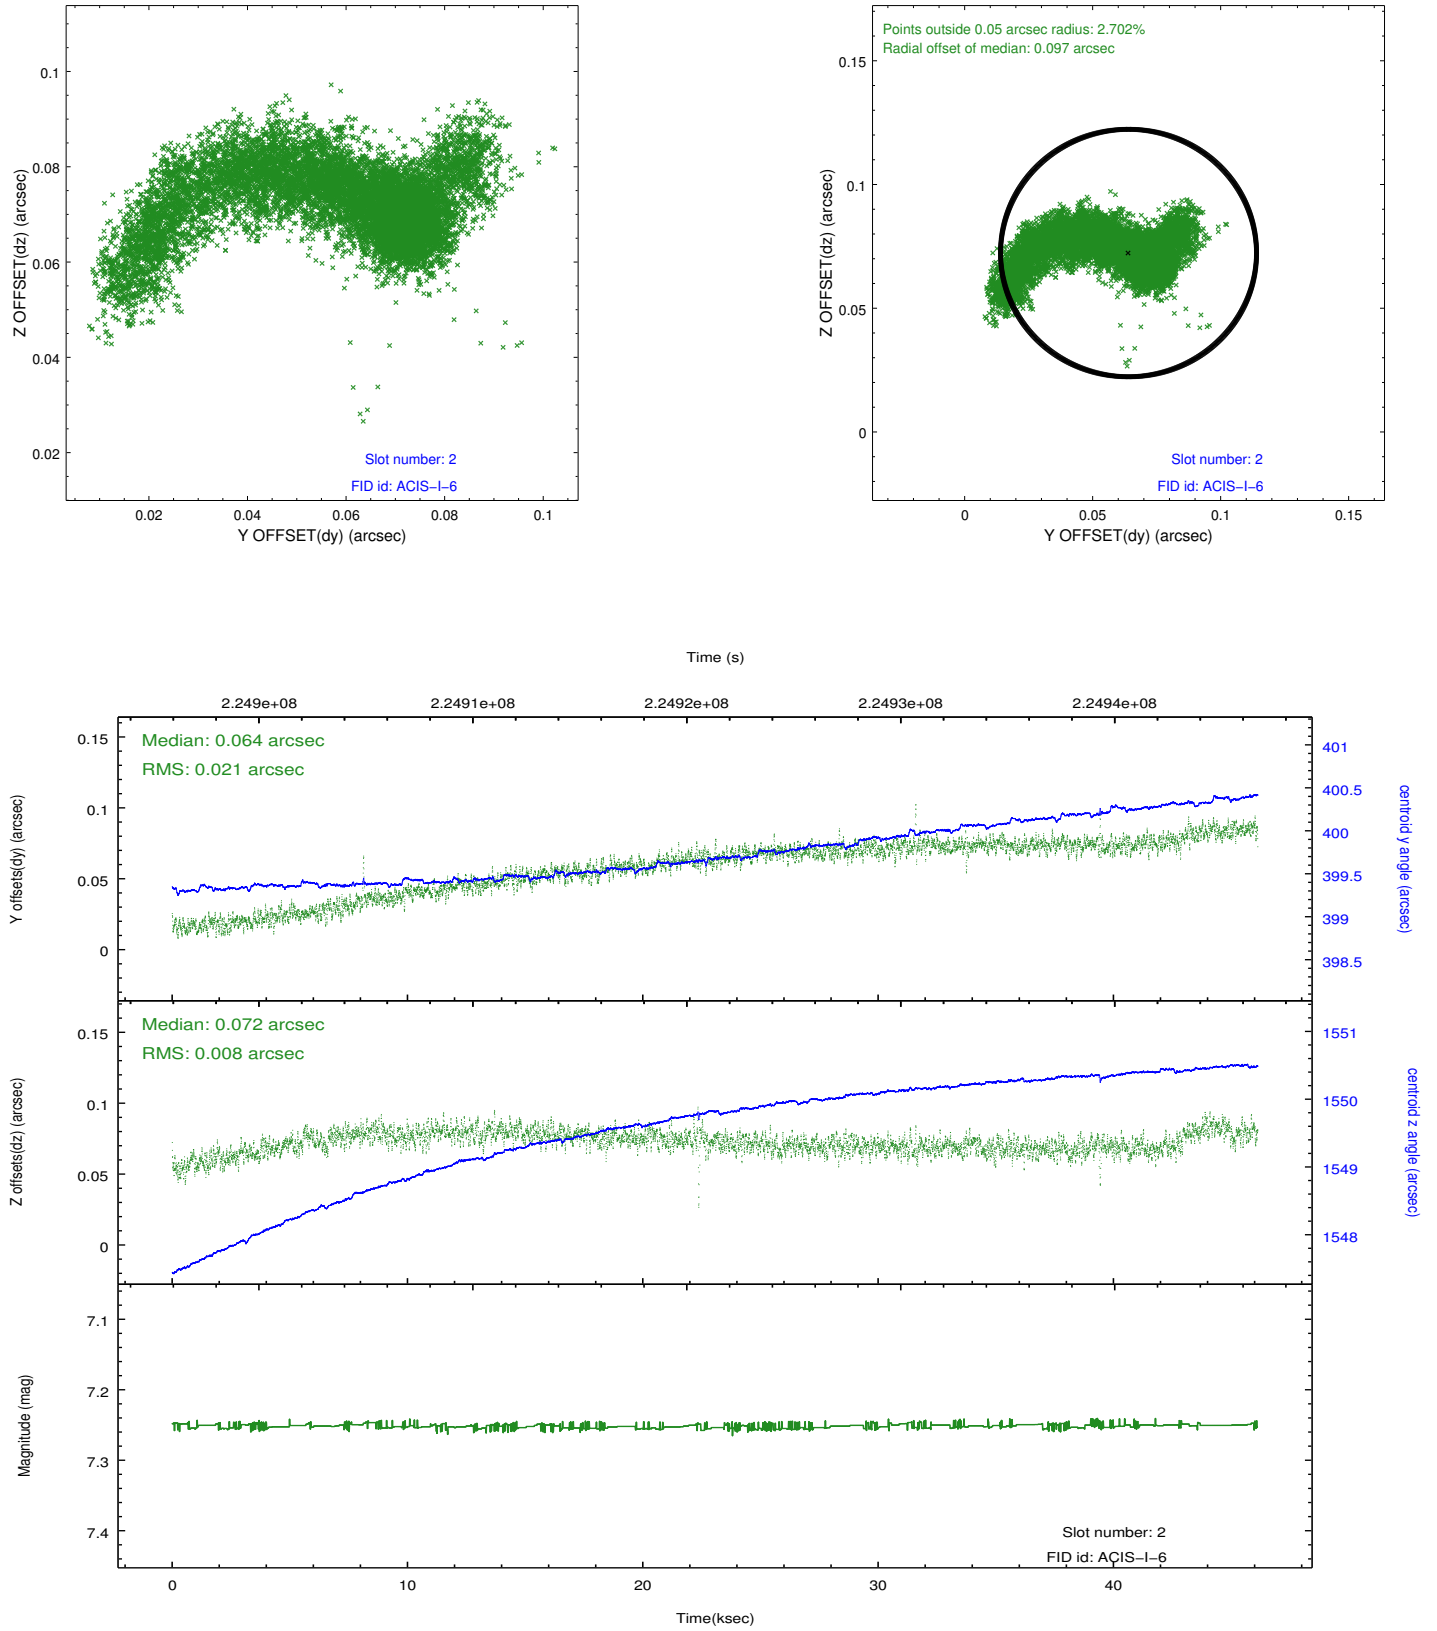 0.1
0.08
0.06
0.04
0.02
Z OFFSET(dz) (arcsec)
Slot number: 2
FID id: ACIS−I−6
0.02 0.04 0.06 0.08 0.1
Y OFFSET(dy) (arcsec)
Points outside 0.05 arcsec radius: 2.702%
Radial offset of median: 0.097 arcsec
0.15
0.1
0.05
0
Z OFFSET(dz) (arcsec)
Slot number: 2
FID id: ACIS−I−6
0 0.05 0.1 0.15
Y OFFSET(dy) (arcsec)
Time (s)
2.249e+08 2.2491e+08 2.2492e+08 2.2493e+08 2.2494e+08
Median: 0.064 arcsec
RMS: 0.021 arcsec
0.15
0.1
0.05
0
Y offsets(dy) (arcsec)
401
400.5
400
399.5
399
398.5
centroid y angle (arcsec)
Median: 0.072 arcsec
RMS: 0.008 arcsec
0.15
0.1
0.05
0
Z offsets(dz) (arcsec)
1551
1550
1549
1548
centroid z angle (arcsec)
7.1
7.2
7.3
7.4
Magnitude (mag)
Slot number: 2
FID id: ACIS−I−6
0 10 20 30 40
Time(ksec)